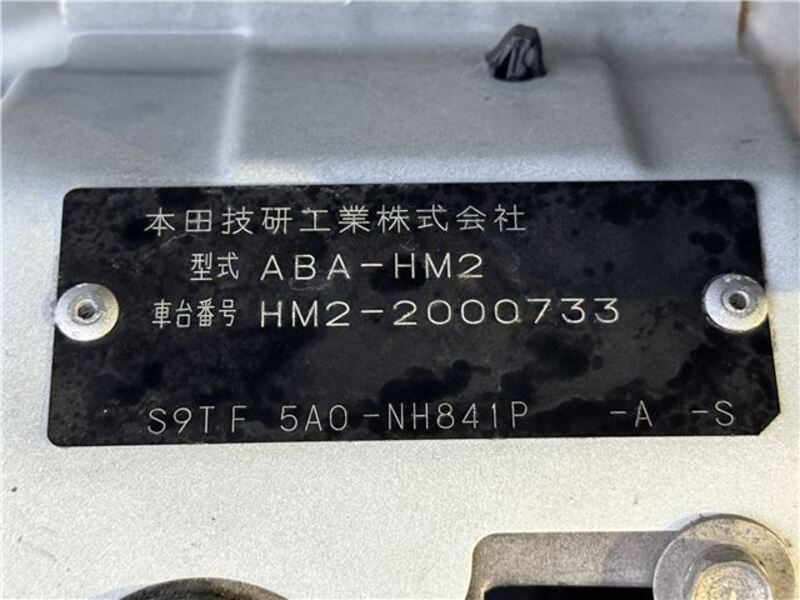 本田技研工業株式会社
型式 ABA-HM2
車台番号 HM2-2000733
S9TF 5A0-NH841P -A -S